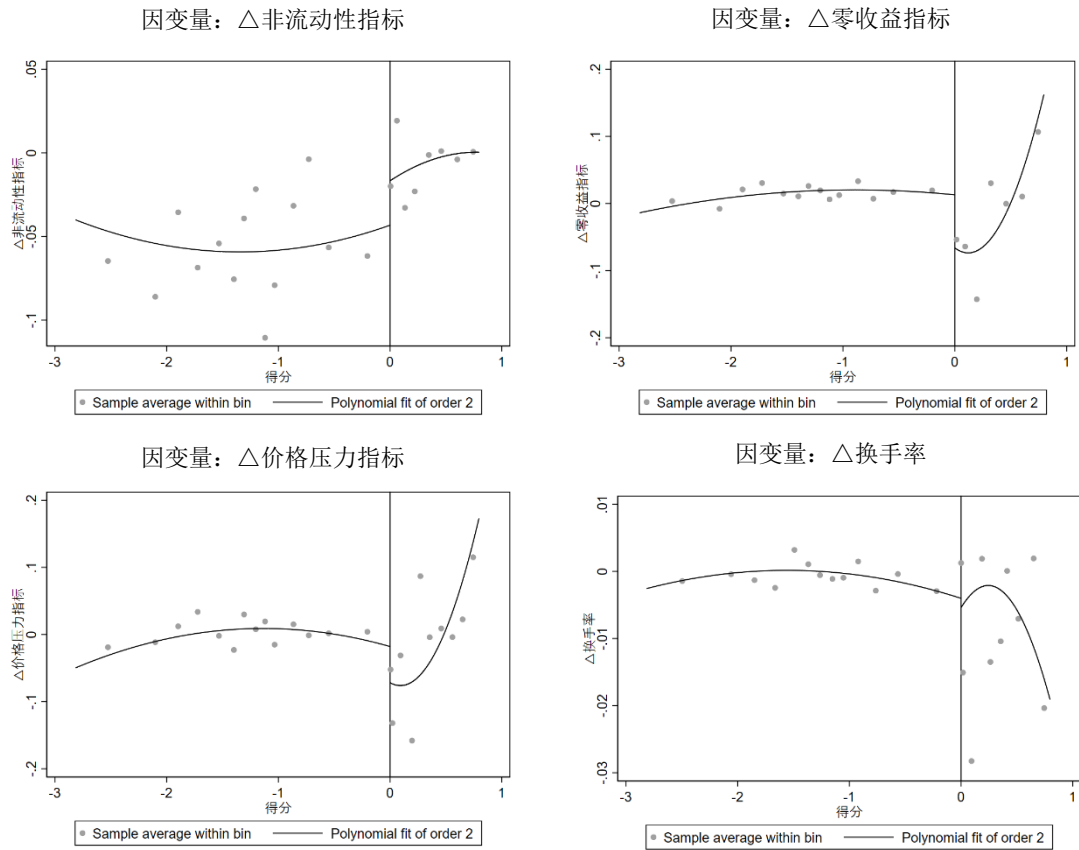 因变量：△非流动性指标
.05
0
-.05
-.1
△非流动性指标
-3
-2
-1
0
1
得分
Sample average within bin
Polynomial fit of order 2
因变量：△零收益指标
.2
.1
0
-.1
-.2
△零收益指标
-3
-2
-1
0
1
得分
Sample average within bin
Polynomial fit of order 2
因变量：△价格压力指标
.2
.1
0
-.1
-.2
△价格压力指标
-3
-2
-1
0
1
得分
Sample average within bin
Polynomial fit of order 2
因变量：△换手率
.01
0
-.01
-.02
-.03
△换手率
-3
-2
-1
0
1
得分
Sample average within bin
Polynomial fit of order 2